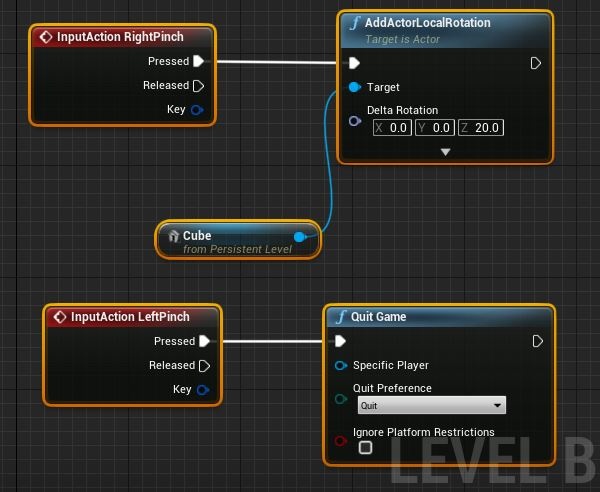 InputAction RightPinch
Pressed
Released
Key
AddActorLocalRotation
Target is Actor
Target
Delta Rotation
X 0.0 Y 0.0 Z 20.0
Cube
from Persistent Level
InputAction LeftPinch
Pressed
Released
Key
Quit Game
Specific Player
Quit Preference
Quit
Ignore Platform Restrictions
LEVEL B